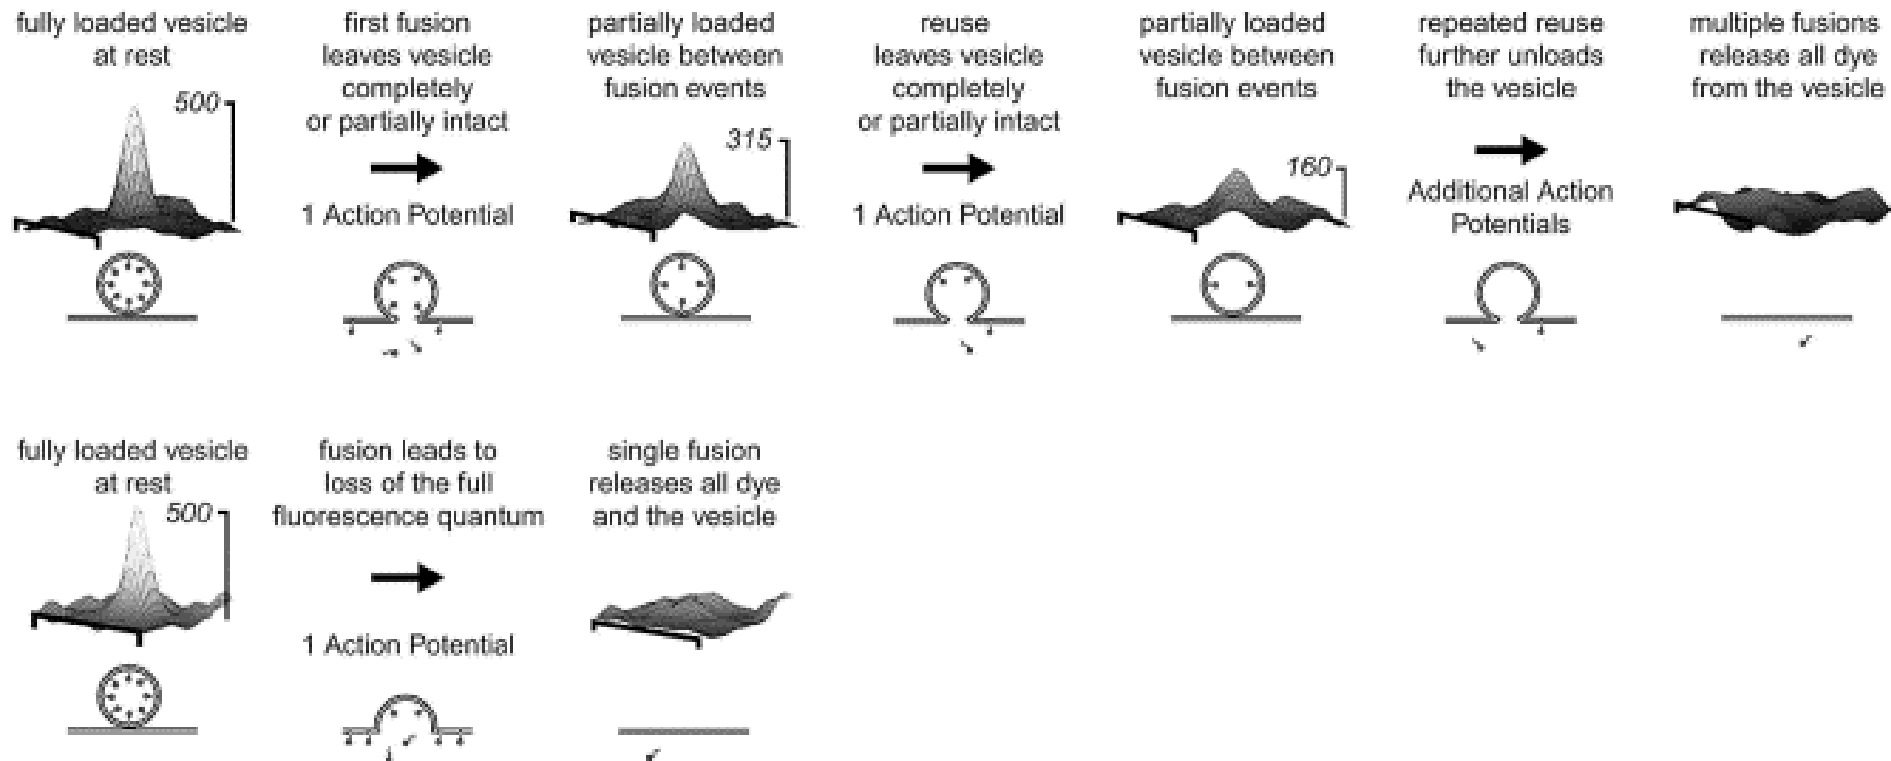 fully loaded vesicle
at rest
500
first fusion
leaves vesicle
completely
or partially intact
1 Action Potential
partially loaded
vesicle between
fusion events
315
reuse
leaves vesicle
completely
or partially intact
1 Action Potential
partially loaded
vesicle between
fusion events
160
repeated reuse
further unloads
the vesicle
Additional Action
Potentials
multiple fusions
release all dye
from the vesicle
fully loaded vesicle
at rest
500
fusion leads to
loss of the full
fluorescence quantum
1 Action Potential
single fusion
releases all dye
and the vesicle